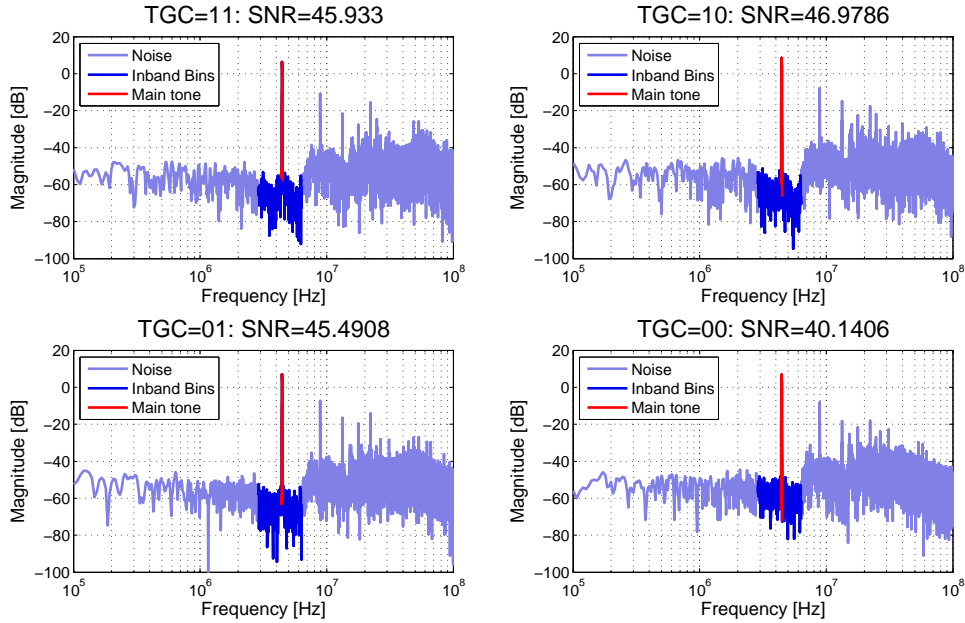 TGC=11: SNR=45.933
20
0
−20
−40
−60
−80
−100
Magnitude [dB]
Noise
Inband Bins
Main tone
10^5
10^6
10^7
10^8
Frequency [Hz]
TGC=10: SNR=46.9786
20
0
−20
−40
−60
−80
−100
Magnitude [dB]
Noise
Inband Bins
Main tone
10^5
10^6
10^7
10^8
Frequency [Hz]
TGC=01: SNR=45.4908
20
0
−20
−40
−60
−80
−100
Magnitude [dB]
Noise
Inband Bins
Main tone
10^5
10^6
10^7
10^8
Frequency [Hz]
TGC=00: SNR=40.1406
20
0
−20
−40
−60
−80
−100
Magnitude [dB]
Noise
Inband Bins
Main tone
10^5
10^6
10^7
10^8
Frequency [Hz]